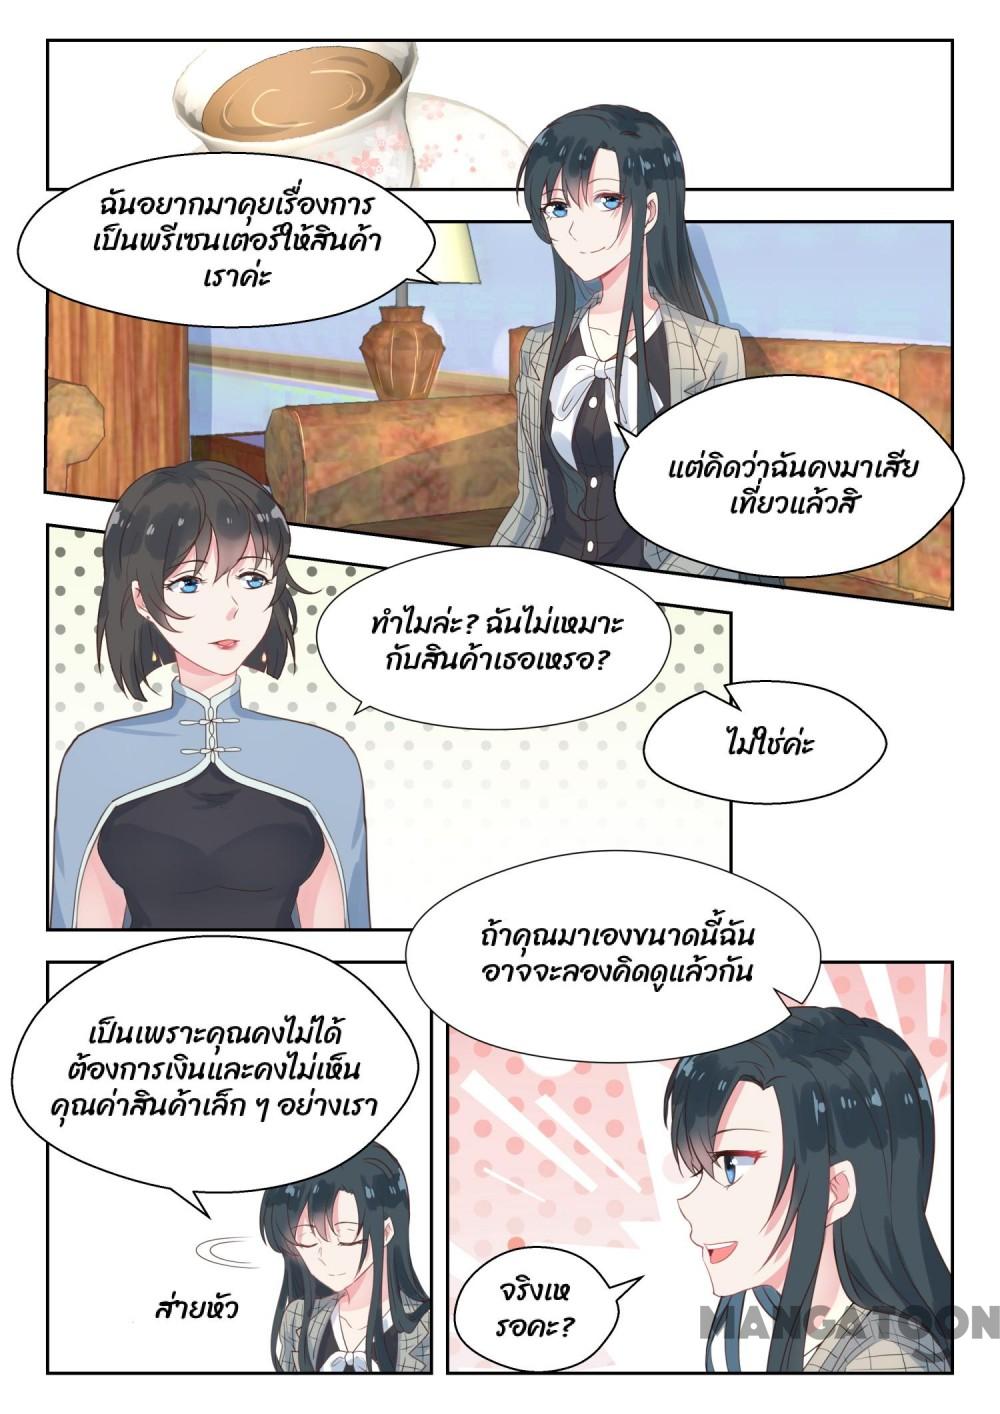 ฉันอยากมาคุยเรื่องการ
เป็นพรีเซนเตอร์ให้สินค้า
เราค่ะ
แต่คิดว่าฉันคงมาเสีย
เที่ยวแล้วสิ
ทำไมล่ะ? ฉันไม่เหมาะ
กับสินค้าเธอเหรอ?
ไม่ใช่ค่ะ
เป็นเพราะคุณคงไม่ได้
ต้องการเงินและคงไม่เห็น
คุณค่าสินค้าเล็ก ๆ อย่างเรา
ส่ายหัว
ถ้าคุณมาเองขนาดนี้ฉัน
อาจจะลองคิดดูแล้วกัน
จริงเห
รอคะ?
MANGATOON